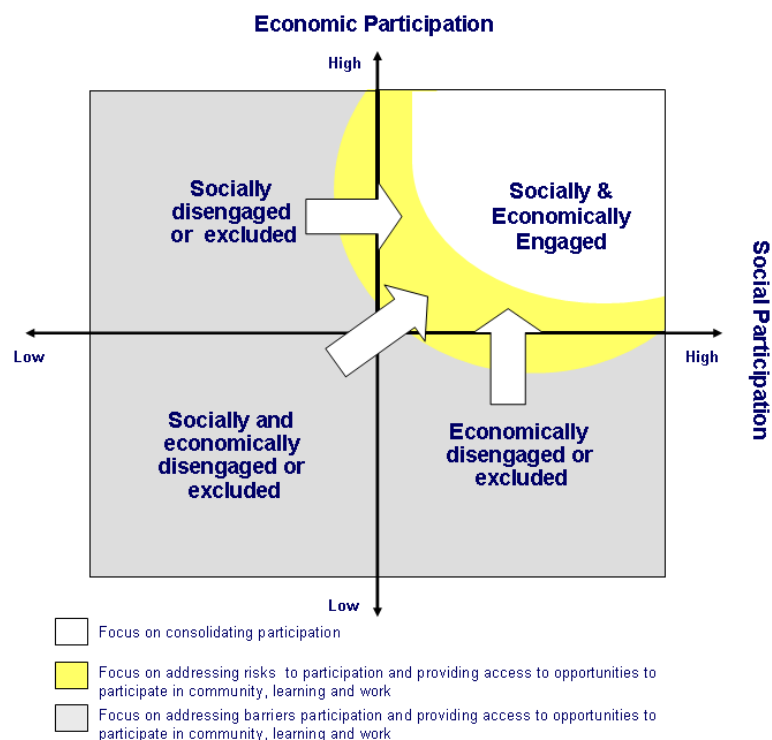 Economic Participation
High
Socially
disengaged
or excluded
Socially &
Economically
Engaged
Social Participation
Low
High
Socially and
economically
disengaged or
excluded
Economically
disengaged or
excluded
Low
Focus on consolidating participation
Focus on addressing risks to participation and providing access to opportunities to
participate in community, learning and work
Focus on addressing barriers participation and providing access to opportunities to
participate in community, learning and work